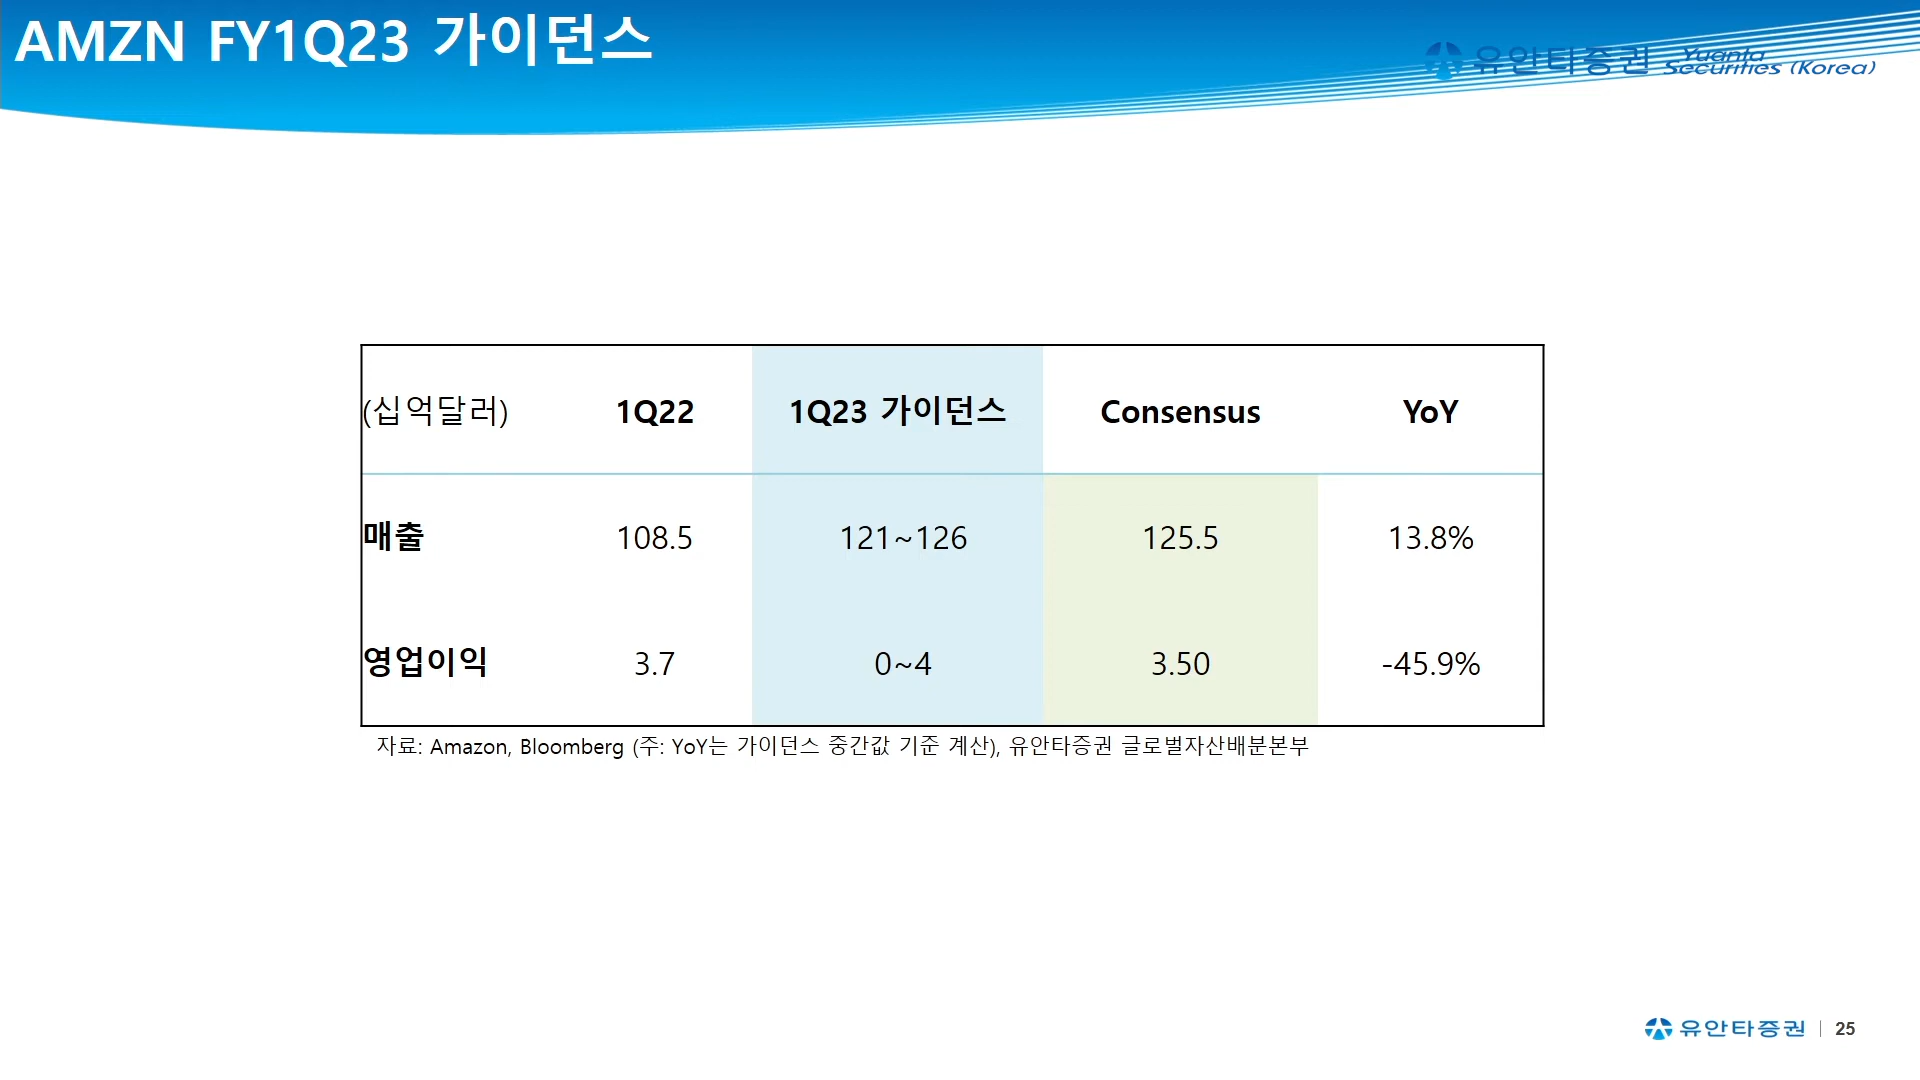 AMZN FY1Q23 가이던스
유안타증권 Yuanta Securities (Korea)
(십억달러) 1Q22 1Q23 가이던스 Consensus YoY
매출 108.5 121~126 125.5 13.8%
영업이익 3.7 0~4 3.50 -45.9%
자료: Amazon, Bloomberg (주: YoY는 가이던스 중간값 기준 계산), 유안타증권 글로벌자산배분본부
유안타증권 | 25